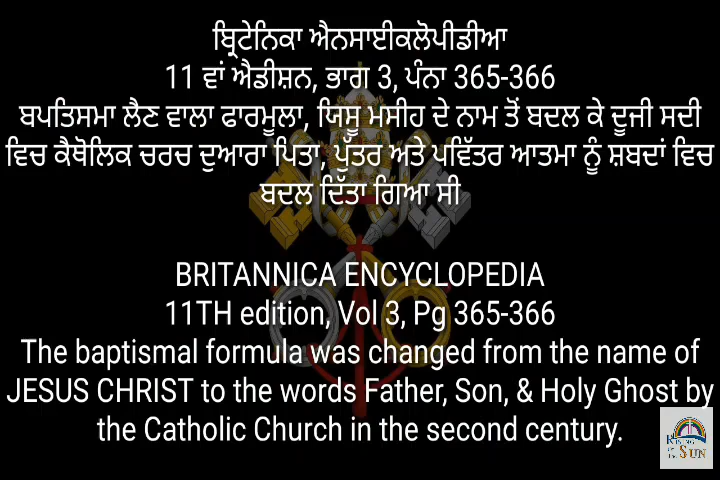 ਬ੍ਰਿਟੇਨਿਕਾ ਐਨਸਾਈਕਲੋਪੀਡੀਆ
11 ਵਾਂ ਐਡੀਸ਼ਨ, ਭਾਗ 3, ਪੰਨਾ 365-366
ਬਪਤਿਸਮਾ ਲੈਣ ਵਾਲਾ ਫਾਰਮੂਲਾ, ਯਿਸੂ ਮਸੀਹ ਦੇ ਨਾਮ ਤੋਂ ਬਦਲ ਕੇ ਦੂਜੀ ਸਦੀ
ਵਿਚ ਕੈਥੋਲਿਕ ਚਰਚ ਦੁਆਰਾ ਪਿਤਾ, ਪੁੱਤਰ ਅਤੇ ਪਵਿੱਤਰ ਆਤਮਾ ਨੂੰ ਸ਼ਬਦਾਂ ਵਿਚ
ਬਦਲ ਦਿੱਤਾ ਗਿਆ ਸੀ
BRITANNICA ENCYCLOPEDIA
11TH edition, Vol 3, Pg 365-366
The baptismal formula was changed from the name of
JESUS CHRIST to the words Father, Son, & Holy Ghost by
the Catholic Church in the second century.
RISING
SUN